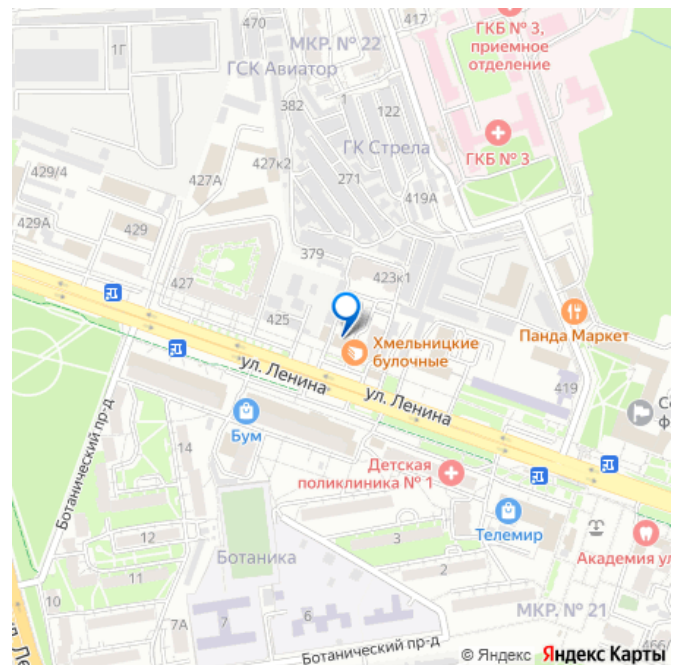 470
МКР. № 22
ГКБ № 3,
приемное
отделение
1Г
ГСК Авиатор
382
1
122
ГКБ № 3
ГК Стрела
429/4
427к2
427А
271
419А
429А
429
379
423к1
427
425
Хмельницкие
булочные
Панда Маркет
ул. Ленина
ул. Ленина
419
Бум
Ботанический пр-д
14
Детская
поликлиника № 1
Телемир
12
3
Ботаника
Академия
11
2
10
7А
7
6
МКР. № 21
Ботанический пр-д
© Яндекс Яндекс Карты